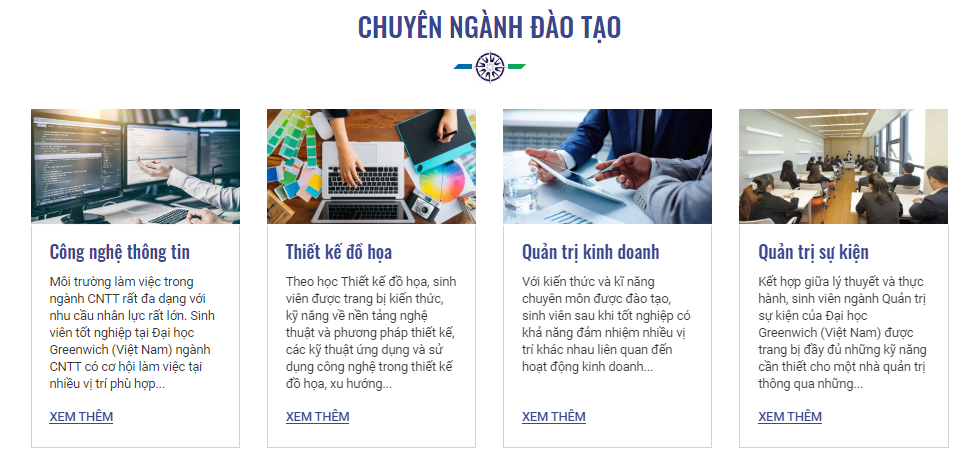 CHUYÊN NGÀNH ĐÀO TẠO
Công nghệ thông tin
Môi trường làm việc trong
ngành CNTT rất đa dạng với
nhu cầu nhân lực rất lớn. Sinh
viên tốt nghiệp tại Đại học
Greenwich (Việt Nam) ngành
CNTT có cơ hội làm việc tại
nhiều vị trí phù hợp...
XEM THÊM
Thiết kế đồ họa
Theo học Thiết kế đồ họa, sinh
viên được trang bị kiến thức,
kỹ năng về nền tảng nghệ
thuật và phương pháp thiết kế,
các kỹ thuật ứng dụng và sử
dụng công nghệ trong thiết kế
đồ họa, xu hướng...
XEM THÊM
Quản trị kinh doanh
Với kiến thức và kĩ năng
chuyên môn được đào tạo,
sinh viên sau khi tốt nghiệp có
khả năng đảm nhiệm nhiều vị
trí khác nhau liên quan đến
hoạt động kinh doanh...
XEM THÊM
Quản trị sự kiện
Kết hợp giữa lý thuyết và thực
hành, sinh viên ngành Quản trị
sự kiện của Đại học
Greenwich (Việt Nam) được
trang bị đầy đủ những kỹ năng
cần thiết cho một nhà quản trị
thông qua những...
XEM THÊM